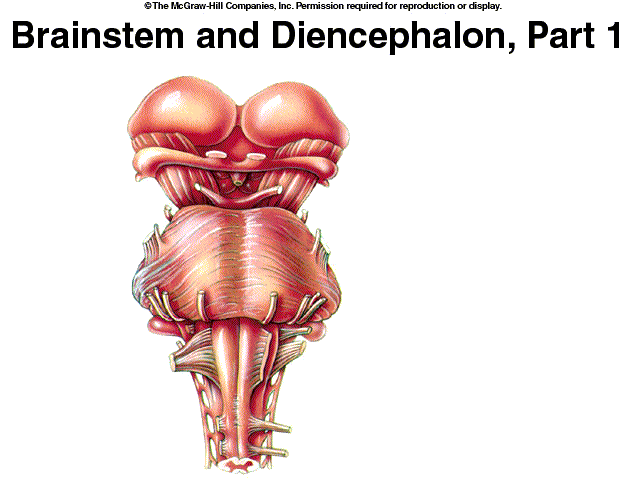 ©The McGraw-Hill Companies, Inc. Permission required for reproduction or display.
Brainstem and Diencephalon, Part 1